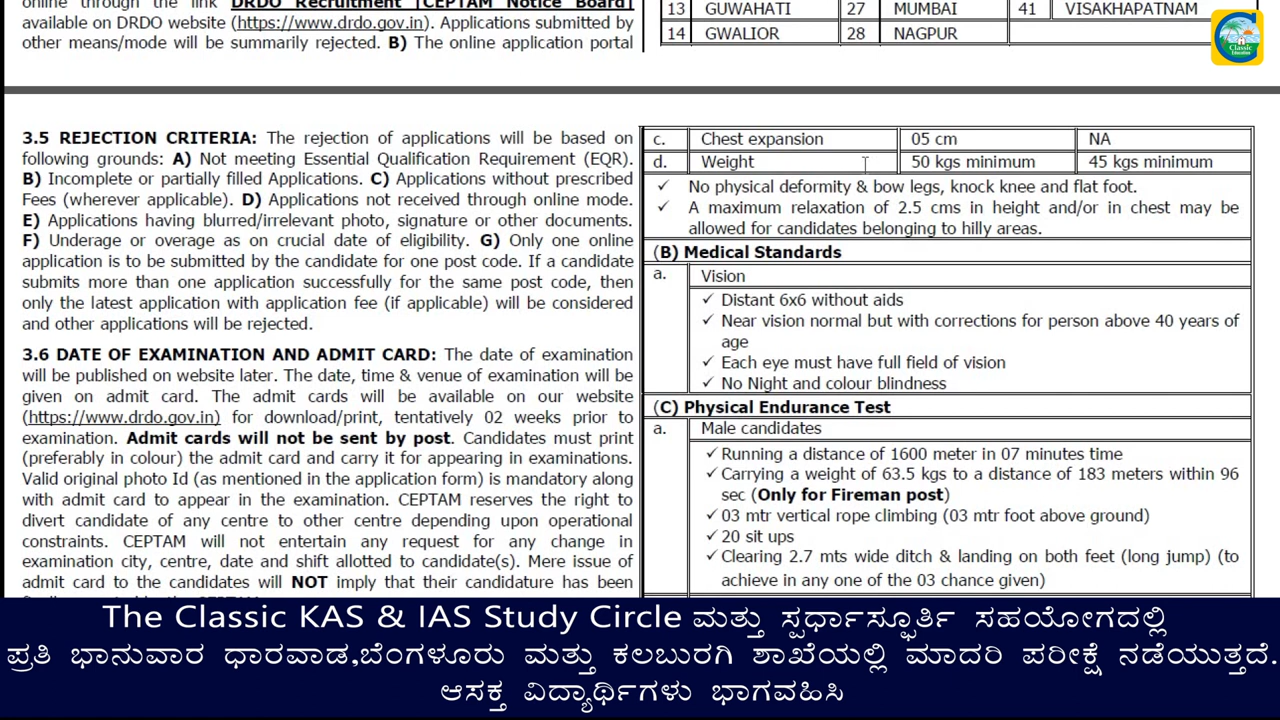 online through the link DRDO Recruitment [CEPTAM Notice Board]
available on DRDO website (https://www.drdo.gov.in). Applications submitted by
other means/mode will be summarily rejected. B) The online application portal
13 GUWAHATI 27 MUMBAI 41 VISAKHAPATNAM
14 GWALIOR 28 NAGPUR
Classic
Education
3.5 REJECTION CRITERIA: The rejection of applications will be based on
following grounds: A) Not meeting Essential Qualification Requirement (EQR).
B) Incomplete or partially filled Applications. C) Applications without prescribed
Fees (wherever applicable). D) Applications not received through online mode.
E) Applications having blurred/irrelevant photo, signature or other documents.
F) Underage or overage as on crucial date of eligibility. G) Only one online
application is to be submitted by the candidate for one post code. If a candidate
submits more than one application successfully for the same post code, then
only the latest application with application fee (if applicable) will be considered
and other applications will be rejected.
3.6 DATE OF EXAMINATION AND ADMIT CARD: The date of examination
will be published on website later. The date, time & venue of examination will be
given on admit card. The admit cards will be available on our website
(https://www.drdo.gov.in) for download/print, tentatively 02 weeks prior to
examination. Admit cards will not be sent by post. Candidates must print
(preferably in colour) the admit card and carry it for appearing in examinations.
Valid original photo Id (as mentioned in the application form) is mandatory along
with admit card to appear in the examination. CEPTAM reserves the right to
divert candidate of any centre to other centre depending upon operational
constraints. CEPTAM will not entertain any request for any change in
examination city, centre, date and shift allotted to candidate(s). Mere issue of
admit card to the candidates will NOT imply that their candidature has been
c. Chest expansion 05 cm NA
d. Weight 50 kgs minimum 45 kgs minimum
✓ No physical deformity & bow legs, knock knee and flat foot.
✓ A maximum relaxation of 2.5 cms in height and/or in chest may be
allowed for candidates belonging to hilly areas.
(B) Medical Standards
a. Vision
✓ Distant 6x6 without aids
✓ Near vision normal but with corrections for person above 40 years of
age
✓ Each eye must have full field of vision
✓ No Night and colour blindness
(C) Physical Endurance Test
a. Male candidates
✓ Running a distance of 1600 meter in 07 minutes time
✓ Carrying a weight of 63.5 kgs to a distance of 183 meters within 96
sec (Only for Fireman post)
✓ 03 mtr vertical rope climbing (03 mtr foot above ground)
✓ 20 sit ups
✓ Clearing 2.7 mts wide ditch & landing on both feet (long jump) (to
achieve in any one of the 03 chance given)
The Classic KAS & IAS Study Circle ಮತ್ತು ಸ್ಪರ್ಧಾಸ್ಫೂರ್ತಿ ಸಹಯೋಗದಲ್ಲಿ
ಪ್ರತಿ ಭಾನುವಾರ ಧಾರವಾಡ,ಬೆಂಗಳೂರು ಮತ್ತು ಕಲಬುರಗಿ ಶಾಖೆಯಲ್ಲಿ ಮಾದರಿ ಪರೀಕ್ಷೆ ನಡೆಯುತ್ತದೆ.
ಆಸಕ್ತ ವಿದ್ಯಾರ್ಥಿಗಳು ಭಾಗವಹಿಸಿ